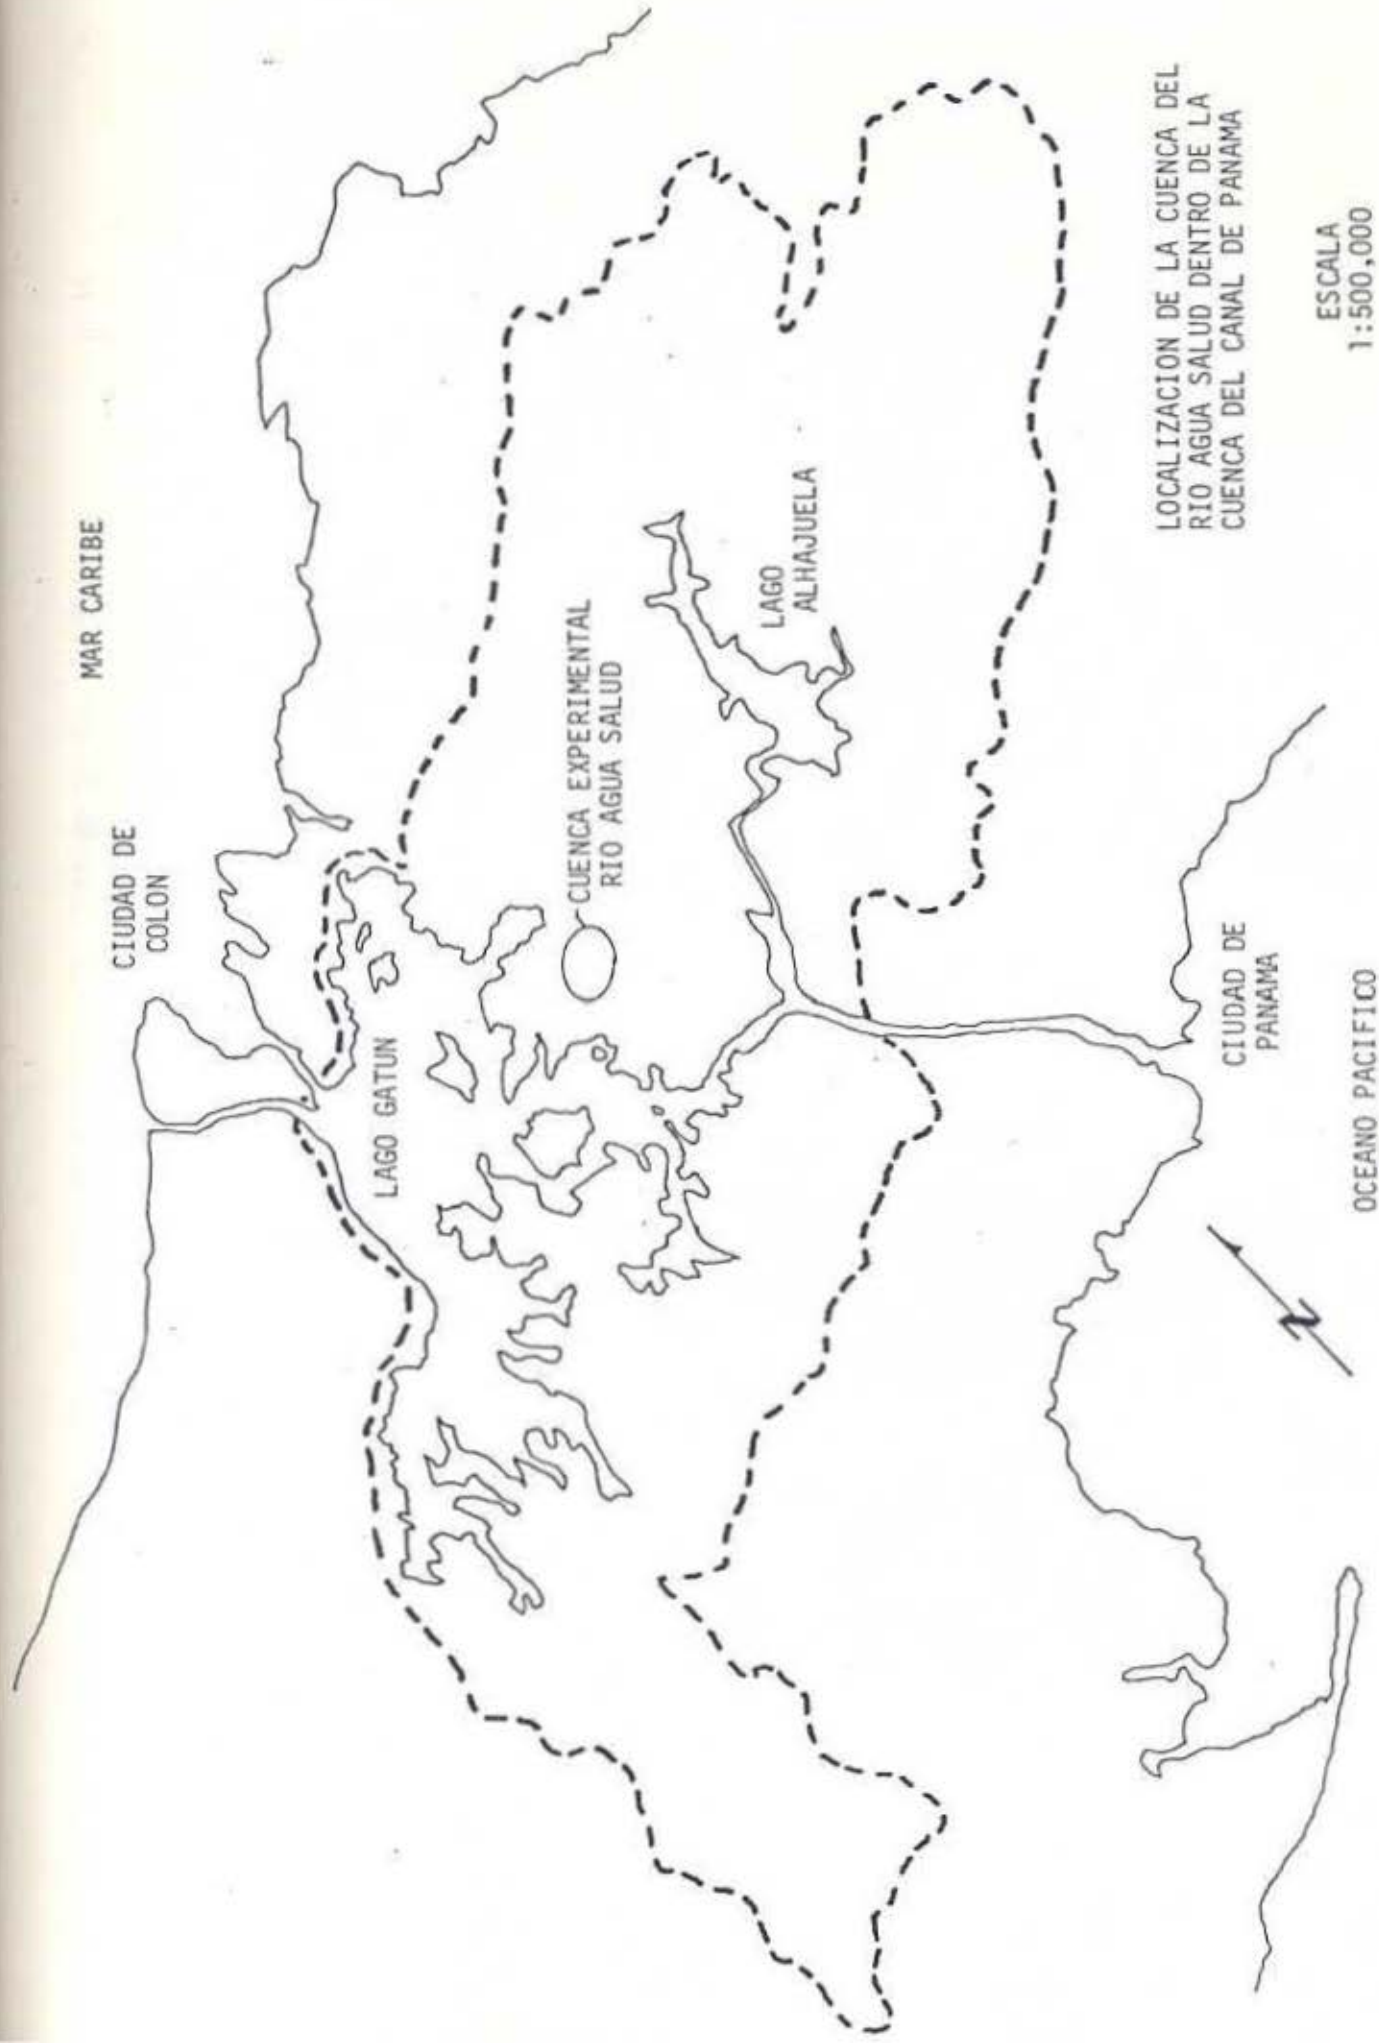 MAR CARIBE
CIUDAD DE
COLON
LAGO GATUN
CUENCA EXPERIMENTAL
RIO AGUA SALUD
LAGO
ALHAJUELA
CIUDAD DE
PANAMA
OCEANO PACIFICO
N
LOCALIZACION DE LA CUENCA DEL
RIO AGUA SALUD DENTRO DE LA
CUENCA DEL CANAL DE PANAMA
ESCALA
1:500,000